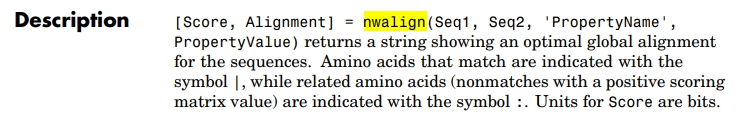 Description [Score, Alignment] = nwalign(Seq1, Seq2, 'PropertyName',
PropertyValue) returns a string showing an optimal global alignment
for the sequences. Amino acids that match are indicated with the
symbol |, while related amino acids (nonmatches with a positive scoring
matrix value) are indicated with the symbol :. Units for Score are bits.